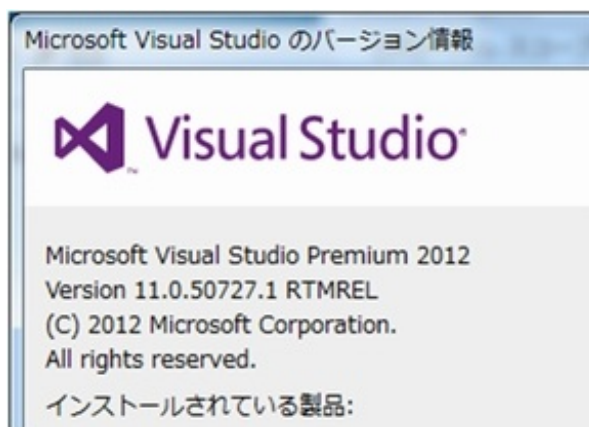 Microsoft Visual Studio のバージョン情報
Visual Studio
Microsoft Visual Studio Premium 2012
Version 11.0.50727.1 RTMREL
(C) 2012 Microsoft Corporation.
All rights reserved.
インストールされている製品: